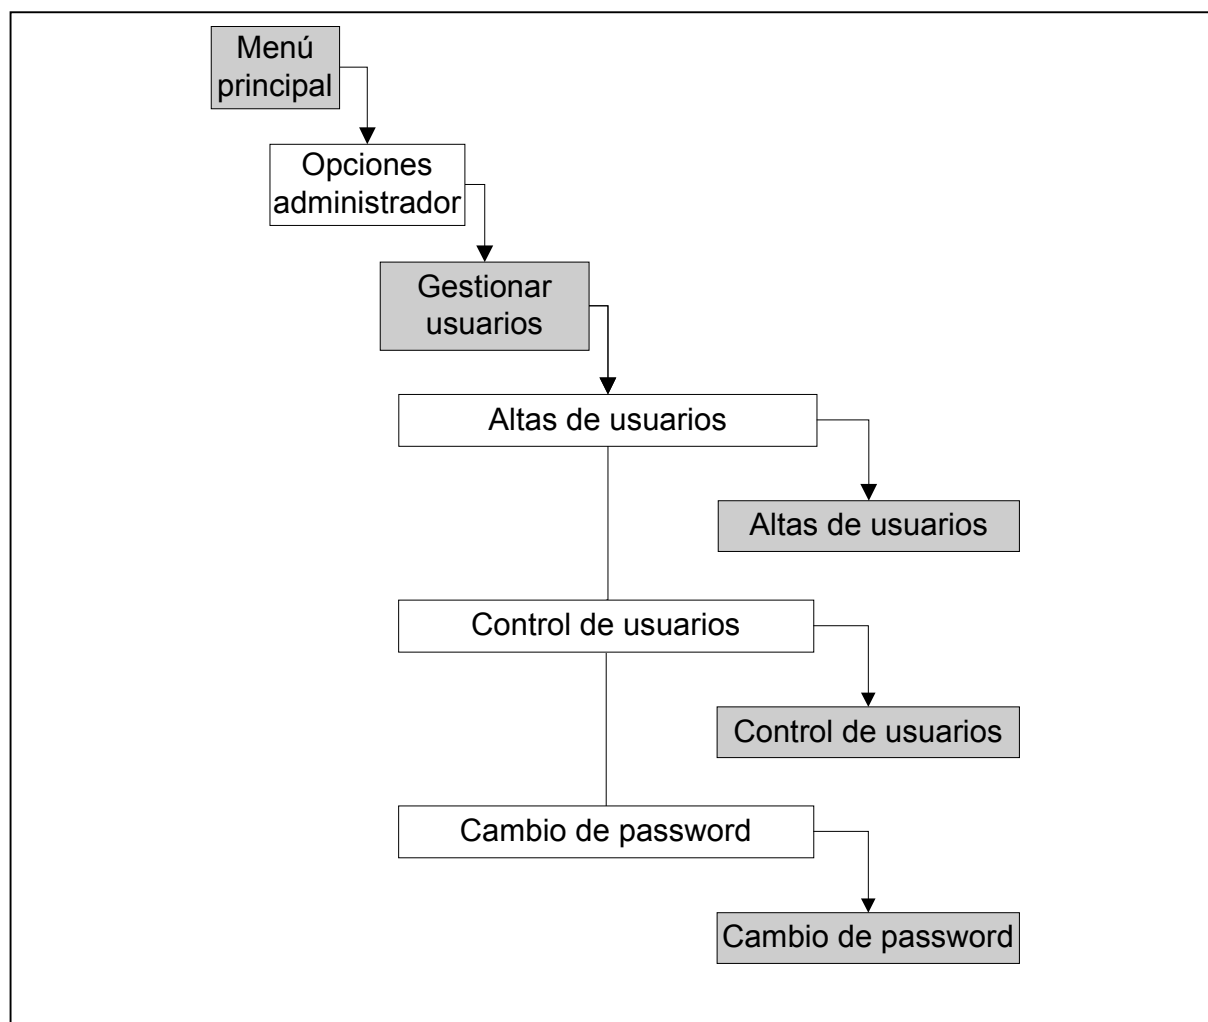 Menú
principal
Opciones
administrador
Gestionar
usuarios
Altas de usuarios
Altas de usuarios
Control de usuarios
Control de usuarios
Cambio de password
Cambio de password